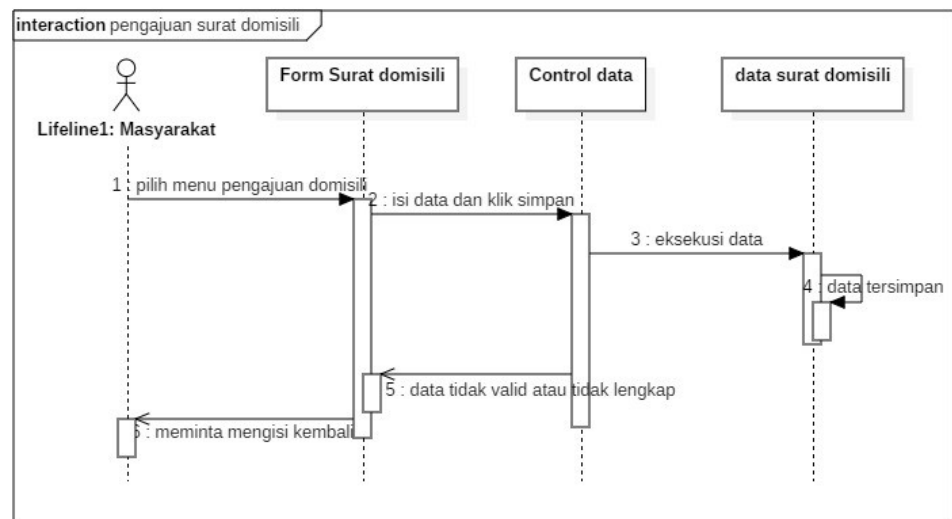 interaction pengajuan surat domisili
Form Surat domisili
Control data
data surat domisili
Lifeline1: Masyarakat
1 : pilih menu pengajuan domisili
2 : isi data dan klik simpan
3 : eksekusi data
4 : data tersimpan
5 : data tidak valid atau tidak lengkap
6 : meminta mengisi kembali